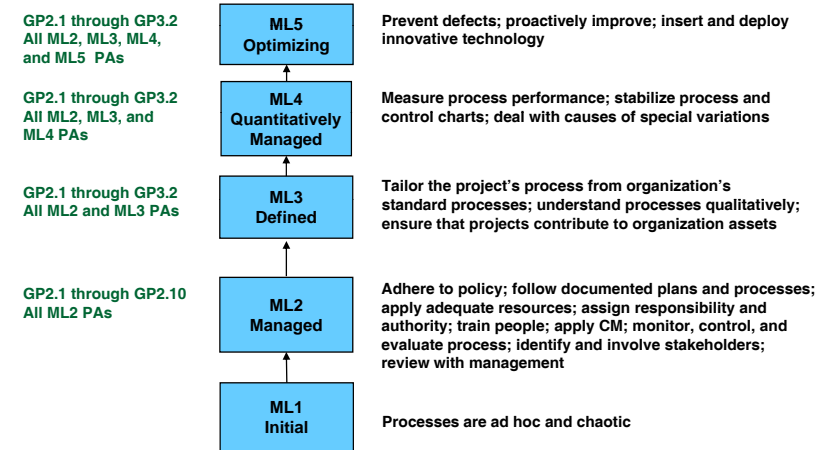 GP2.1 through GP3.2
All ML2, ML3, ML4,
and ML5 PAs
ML5
Optimizing
Prevent defects; proactively improve; insert and deploy
innovative technology
GP2.1 through GP3.2
All ML2, ML3, and
ML4 PAs
ML4
Quantitatively
Managed
Measure process performance; stabilize process and
control charts; deal with causes of special variations
GP2.1 through GP3.2
All ML2 and ML3 PAs
ML3
Defined
Tailor the project's process from organization's
standard processes; understand processes qualitatively;
ensure that projects contribute to organization assets
GP2.1 through GP2.10
All ML2 PAs
ML2
Managed
Adhere to policy; follow documented plans and processes;
apply adequate resources; assign responsibility and
authority; train people; apply CM; monitor, control, and
evaluate process; identify and involve stakeholders;
review with management
ML1
Initial
Processes are ad hoc and chaotic